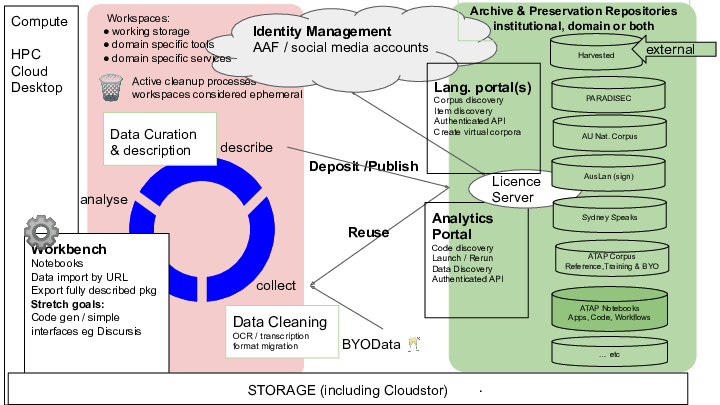 Compute
HPC
Cloud
Desktop
Workspaces:
● working storage
● domain specific tools
● domain specific services
Active cleanup processes
workspaces considered ephemeral
Identity Management
AAF / social media accounts
Archive & Preservation Repositories
institutional, domain or both
Harvested
external
PARADISEC
AU Nat. Corpus
AusLan (sign)
Sydney Speaks
ATAP Corpus
Reference,Training & BYO
ATAP Notebooks
Apps, Code, Workflows
.... etc
Lang. portal(s)
Corpus discovery
Item discovery
Authenticated API
Create virtual corpora
Licence
Server
Analytics
Portal
Code discovery
Launch / Rerun
Data Discovery
Authenticated API
Data Curation
& description
describe
analyse
collect
Deposit /Publish
Reuse
Workbench
Notebooks
Data import by URL
Export fully described pkg
Stretch goals:
Code gen / simple
interfaces eg Discursis
Data Cleaning
OCR / transcription
format migration
BYOData
STORAGE (including Cloudstor)